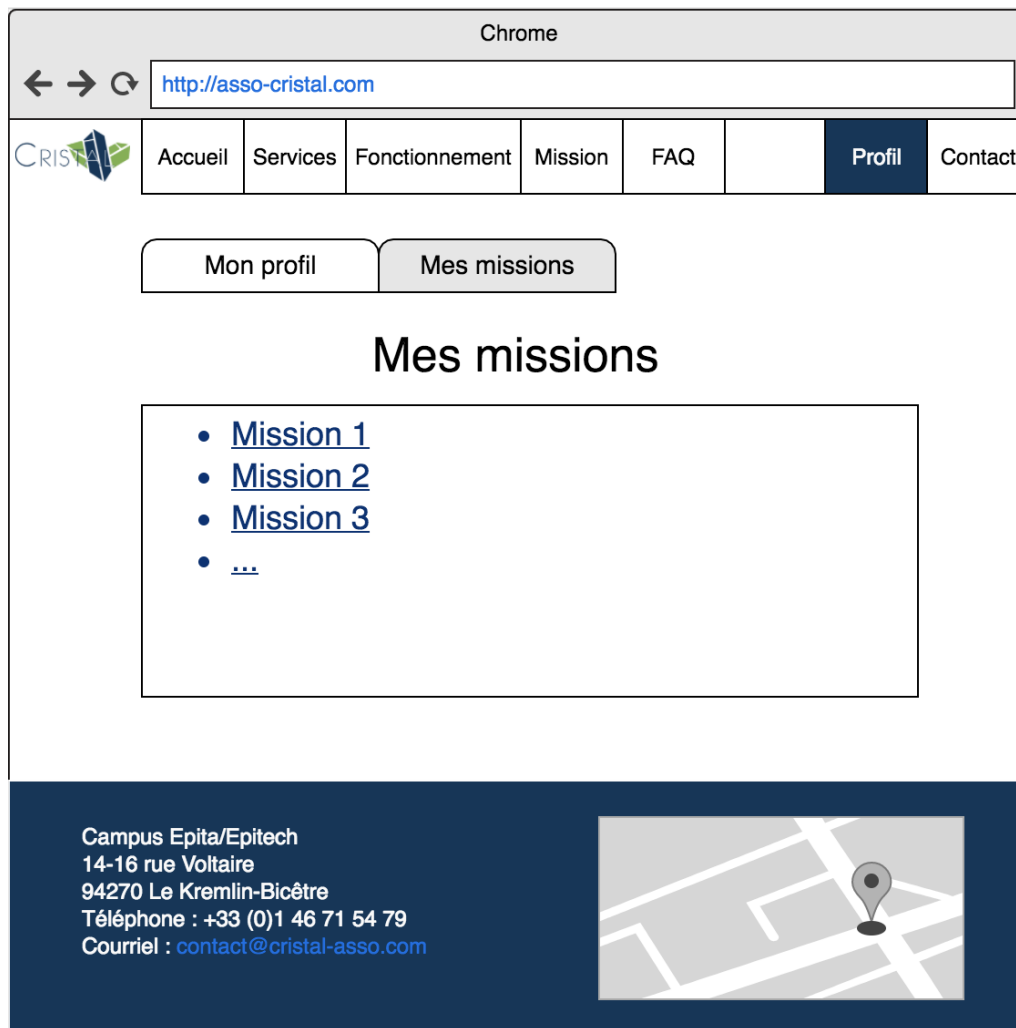 Chrome
http://asso-cristal.com
CRISTAL
Accueil Services Fonctionnement Mission FAQ Profil Contact
Mon profil Mes missions
Mes missions
• Mission 1
• Mission 2
• Mission 3
• ...
Campus Epita/Epitech
14-16 rue Voltaire
94270 Le Kremlin-Bicêtre
Téléphone : +33 (0)1 46 71 54 79
Courriel : contact@cristal-asso.com